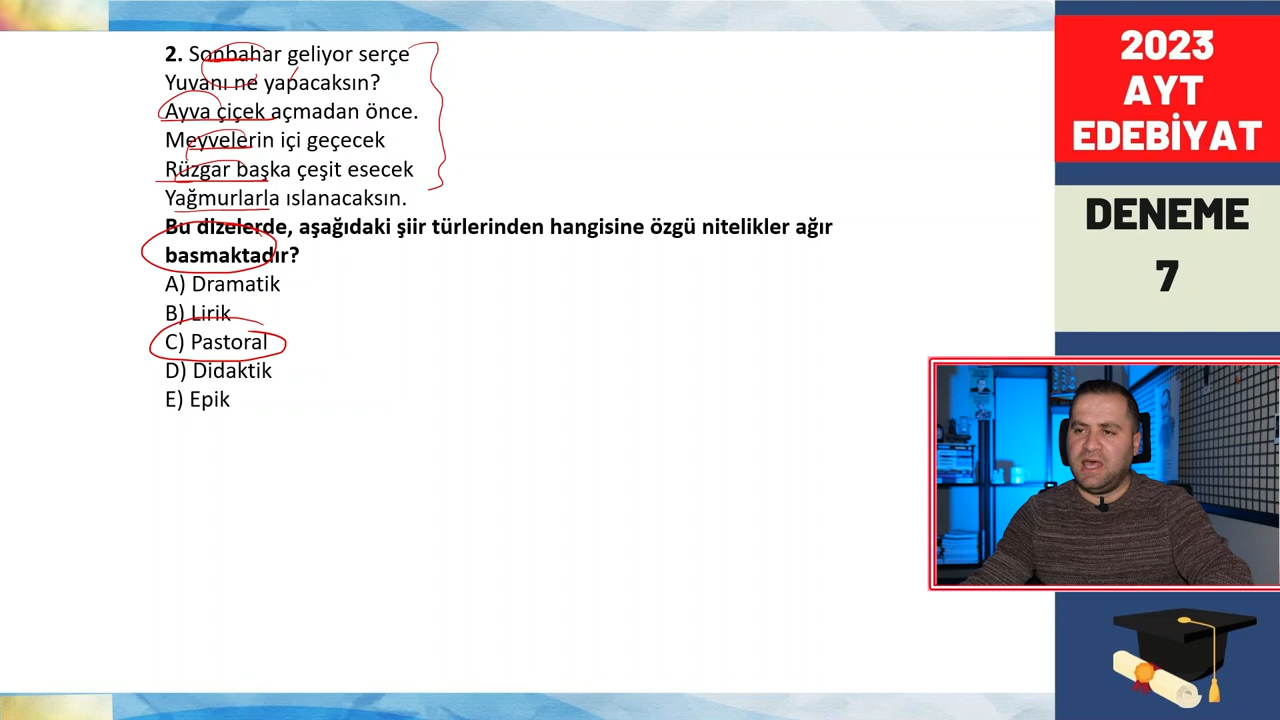 2. Sonbahar geliyor serçe
Yuvanı ne yapacaksın?
Ayva çiçek açmadan önce.
Meyvelerin içi geçecek
Rüzgar başka çeşit esecek
Yağmurlarla ıslanacaksın.
Bu dizelerde, aşağıdaki şiir türlerinden hangisine özgü nitelikler ağır
basmaktadır?
A) Dramatik
B) Lirik
C) Pastoral
D) Didaktik
E) Epik
2023
AYT
EDEBİYAT
DENEME
7